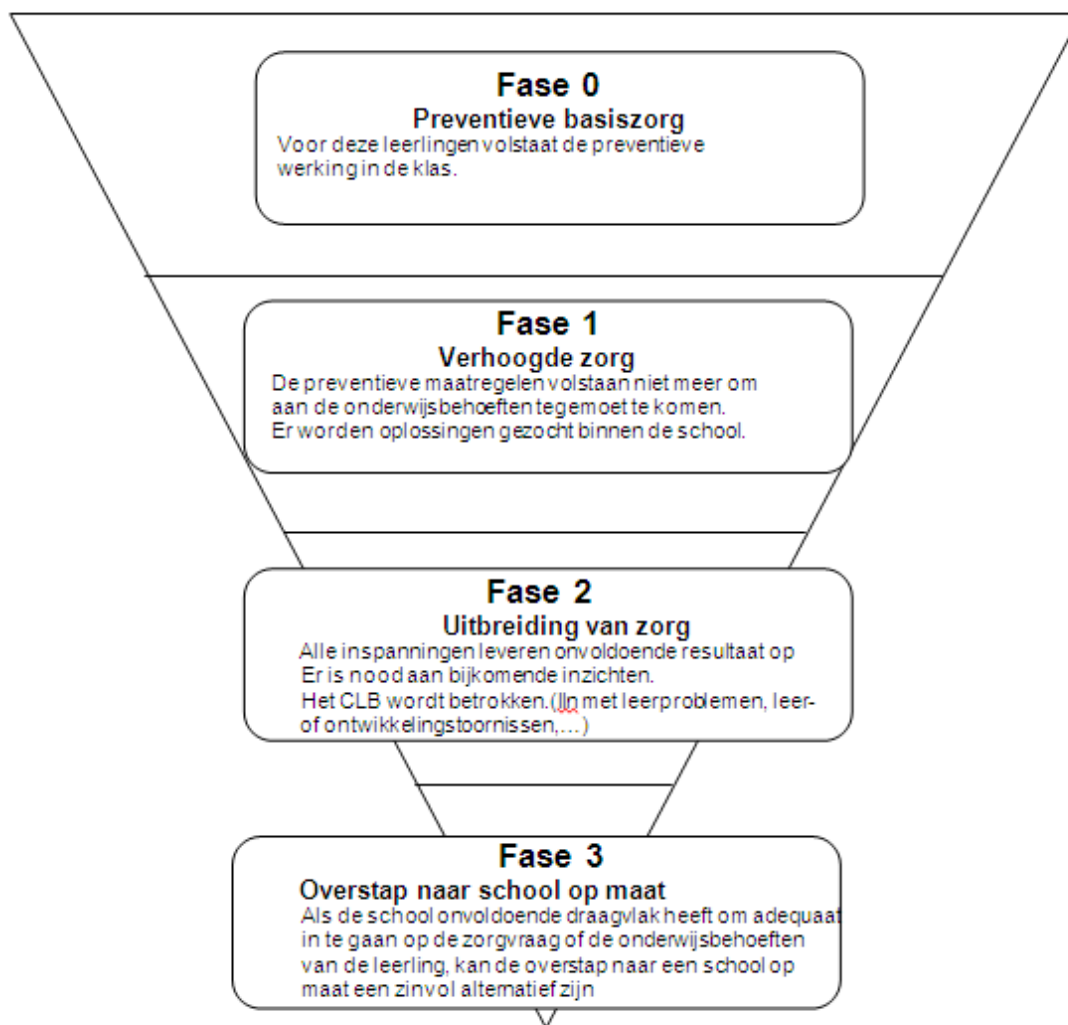 Fase 0
Preventieve basiszorg
Voor deze leerlingen volstaat de preventieve
werking in de klas.
Fase 1
Verhoogde zorg
De preventieve maatregelen volstaan niet meer om
aan de onderwijsbehoeften tegemoet te komen.
Er worden oplossingen gezocht binnen de school.
Fase 2
Uitbreiding van zorg
Alle inspanningen leveren onvoldoende resultaat op
Er is nood aan bijkomende inzichten.
Het CLB wordt betrokken.(lln met leerproblemen, leer-
of ontwikkelingstoornissen,…)
Fase 3
Overstap naar school op maat
Als de school onvoldoende draagvlak heeft om adequaat
in te gaan op de zorgvraag of de onderwijsbehoeften
van de leerling, kan de overstap naar een school op
maat een zinvol alternatief zijn